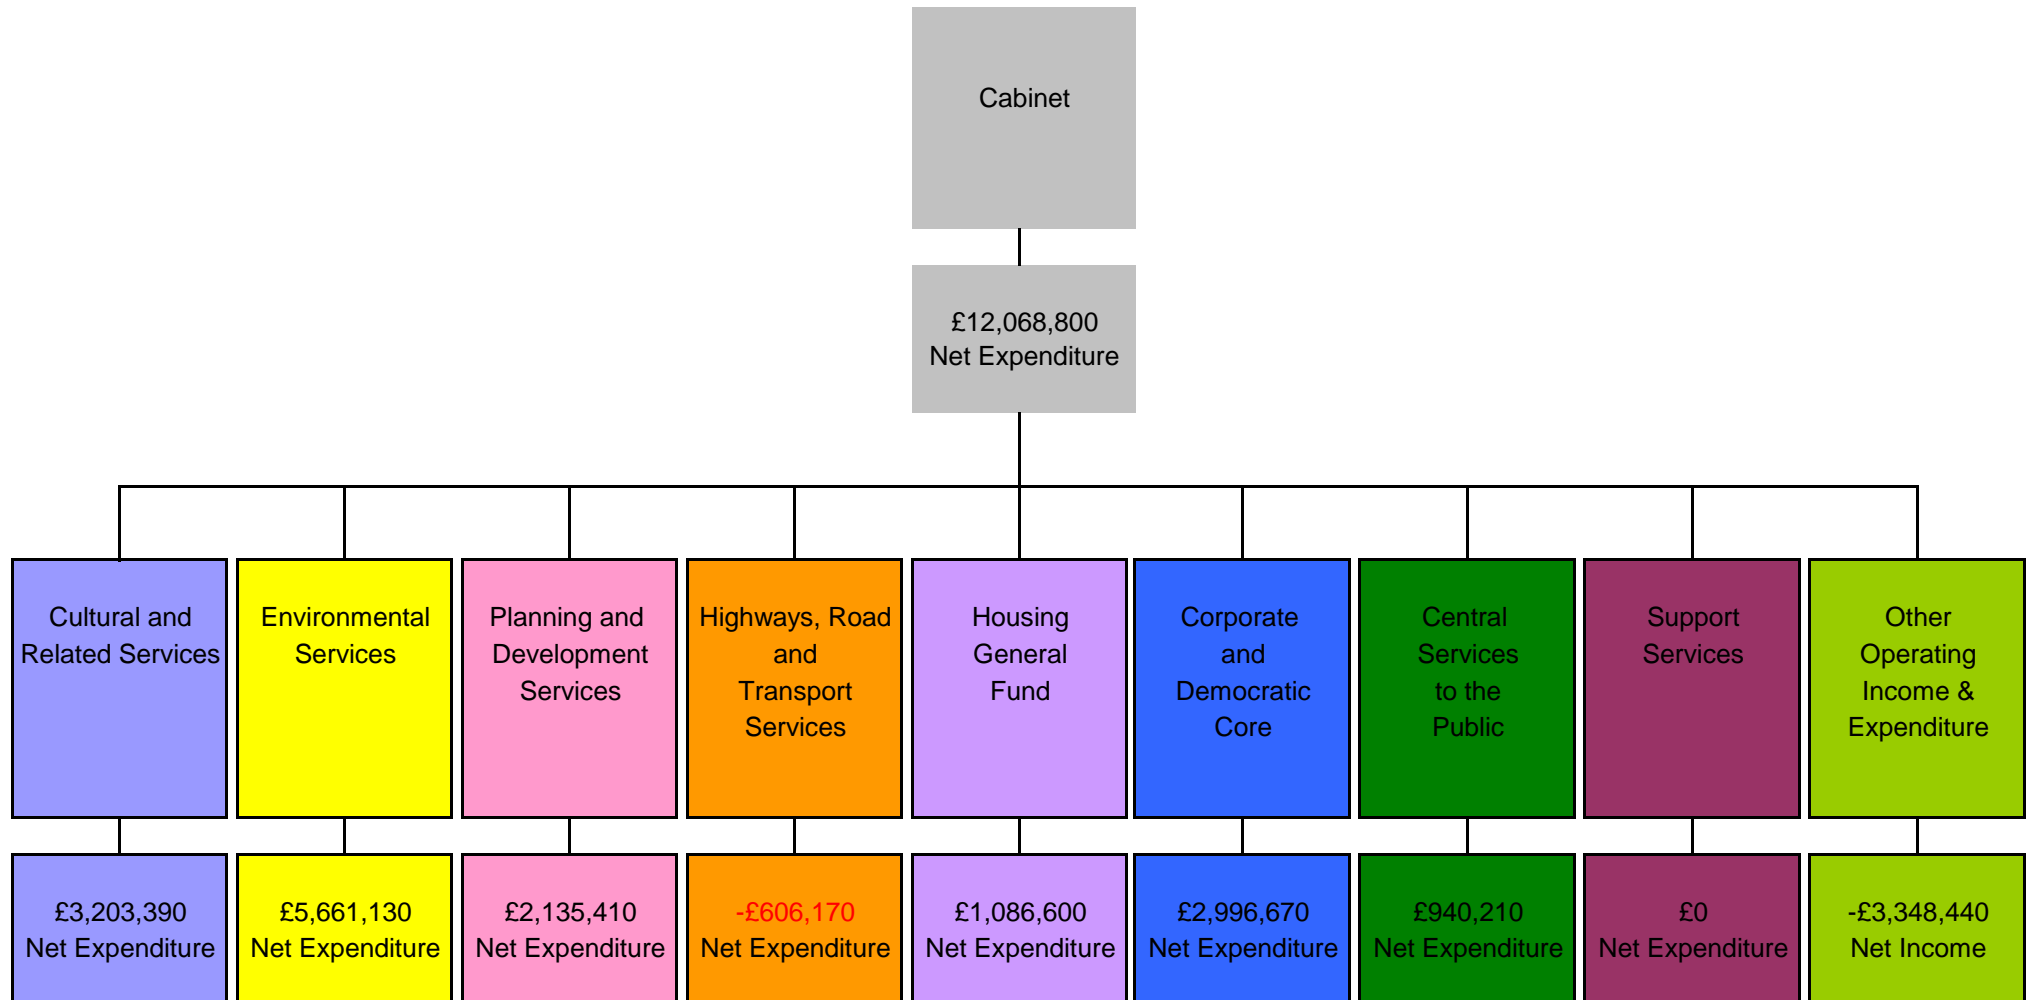 Cabinet
£12,068,800
Net Expenditure
Cultural and
Related Services
Environmental
Services
Planning and
Development
Services
Highways, Road
and
Transport
Services
Housing
General
Fund
Corporate
and
Democratic
Core
Central
Services
to the
Public
Support
Services
Other
Operating
Income &
Expenditure
£3,203,390
Net Expenditure
£5,661,130
Net Expenditure
£2,135,410
Net Expenditure
-£606,170
Net Expenditure
£1,086,600
Net Expenditure
£2,996,670
Net Expenditure
£940,210
Net Expenditure
£0
Net Expenditure
-£3,348,440
Net Income